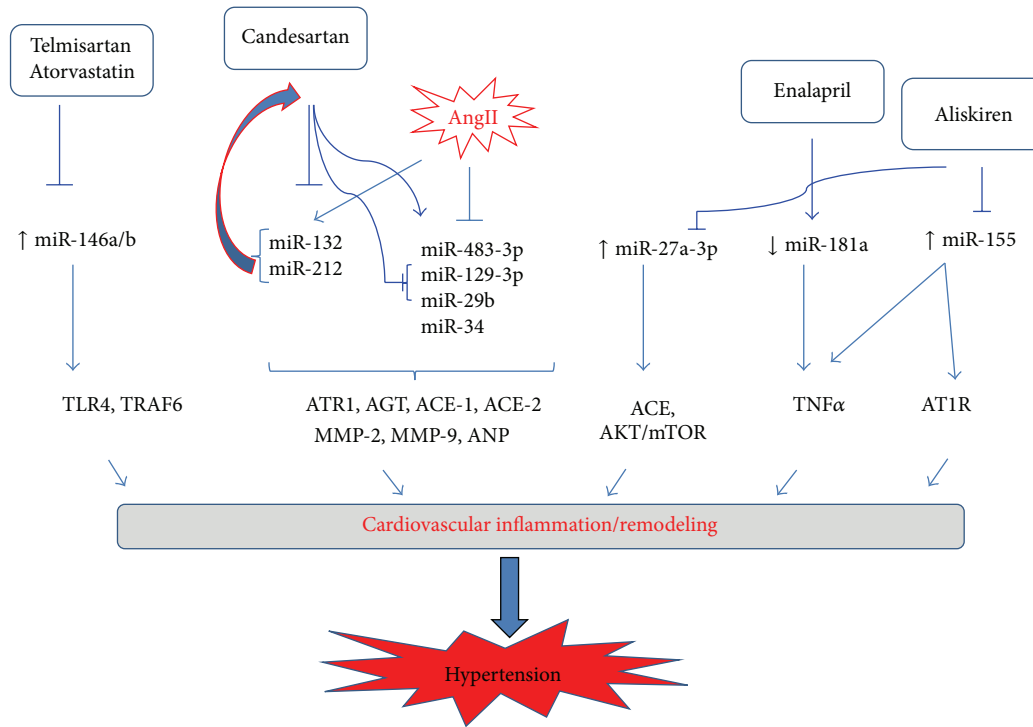 Telmisartan
Atorvastatin
Candesartan
AngII
Enalapril
Aliskiren
↑ miR-146a/b
miR-132
miR-212
miR-483-3p
miR-129-3p
miR-29b
miR-34
↑ miR-27a-3p
↓ miR-181a
↑ miR-155
TLR4, TRAF6
ATR1, AGT, ACE-1, ACE-2
MMP-2, MMP-9, ANP
ACE,
AKT/mTOR
TNFα
AT1R
Cardiovascular inflammation/remodeling
Hypertension